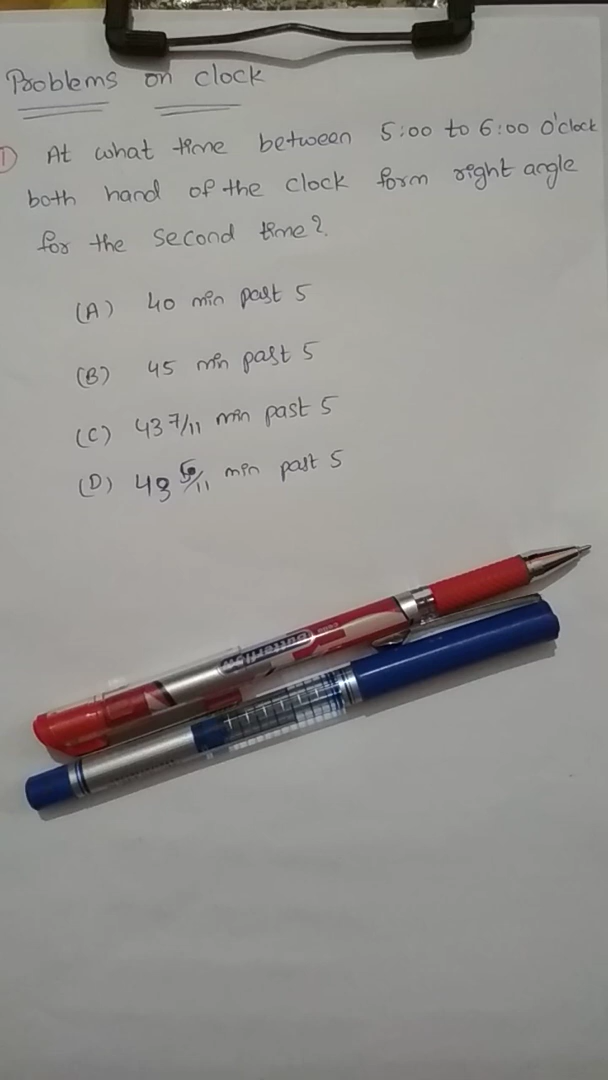 Problems on clock
1) At what time between 5:00 to 6:00 O'clock
both hand of the clock form right angle
for the second time?
(A) 40 min past 5
(B) 45 min past 5
(C) 43 7/11 min past 5
(D) 43 5/11 min past 5
Butterflow